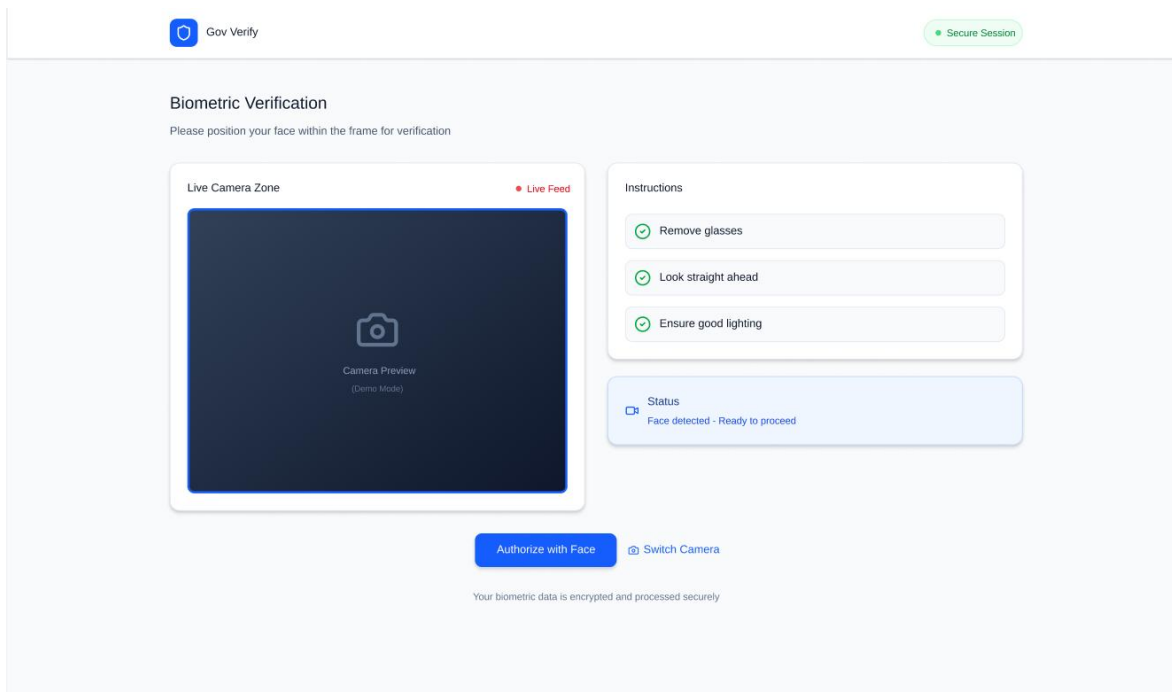 Gov Verify
Secure Session
Biometric Verification
Please position your face within the frame for verification
Live Camera Zone
Live Feed
Camera Preview
(Demo Mode)
Instructions
Remove glasses
Look straight ahead
Ensure good lighting
Status
Face detected - Ready to proceed
Authorize with Face
Switch Camera
Your biometric data is encrypted and processed securely